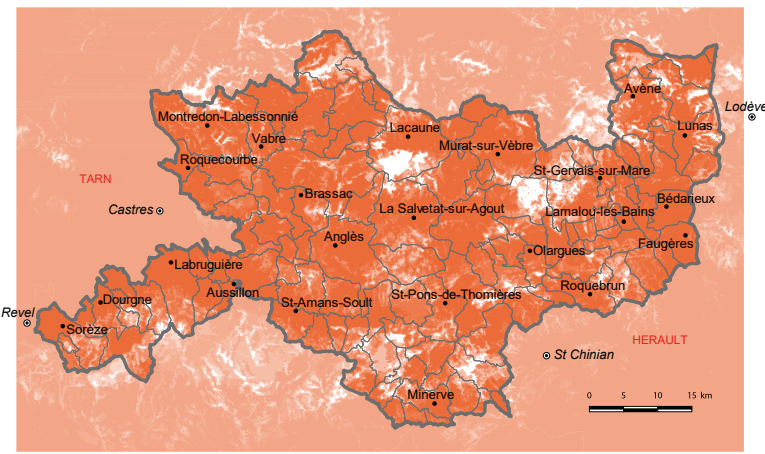 Avène
Lodève
Montredon-Labessonnié
Lacaune
Lunas
Vabre
Murat-sur-Vèbre
Roquecourbe
St-Gervais-sur-Mare
TARN
Brassac
Bédarieux
Castres
La Salvetat-sur-Agout
Lamalou-les-Bains
Anglès
Faugères
Olargues
Labruguière
Roquebrun
Aussillon
St-Pons-de-Thomières
Dourgne
St-Amans-Soult
Revel
Sorèze
HERAULT
St Chinian
Minerve
0 5 10 15 km